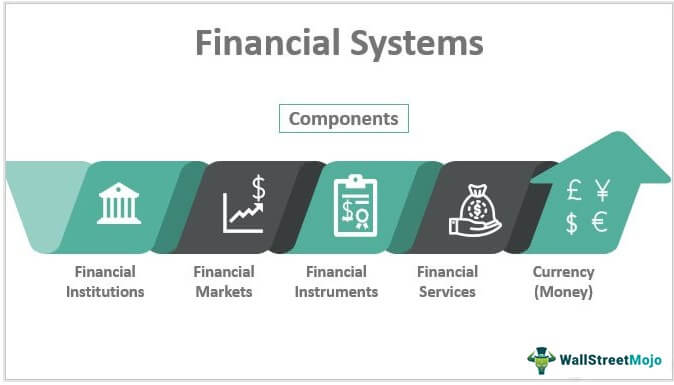 Financial Systems
Components
$
$
$
£ ¥
$ €
Financial
Institutions
Financial
Markets
Financial
Instruments
Financial
Services
Currency
(Money)
WallStreetMojo